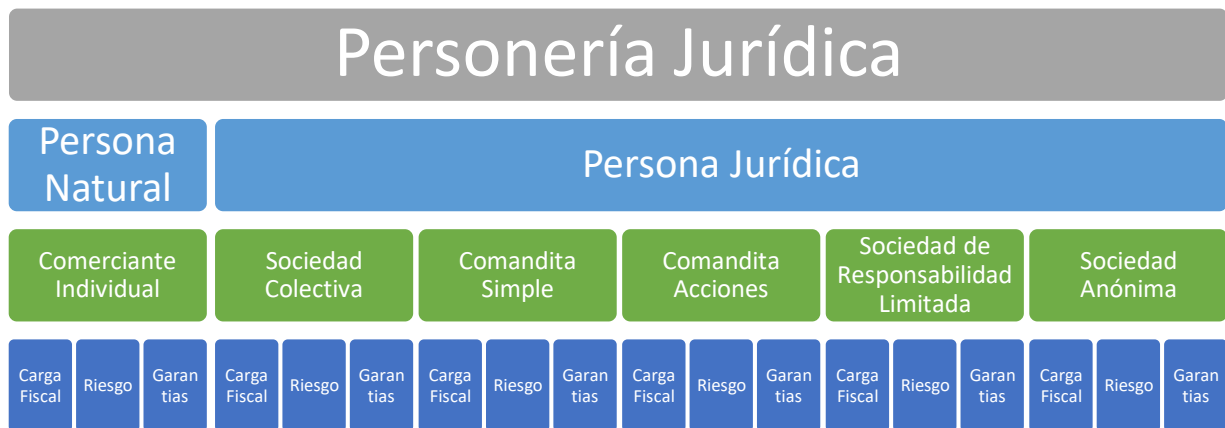 Personería Jurídica
Persona
Natural
Persona Jurídica
Comerciante
Individual
Sociedad
Colectiva
Comandita
Simple
Comandita
Acciones
Sociedad de
Responsabilidad
Limitada
Sociedad
Anónima
Carga
Fiscal
Riesgo
Garan
tias
Carga
Fiscal
Riesgo
Garan
tias
Carga
Fiscal
Riesgo
Garan
tias
Carga
Fiscal
Riesgo
Garan
tias
Carga
Fiscal
Riesgo
Garan
tias
Carga
Fiscal
Riesgo
Garan
tias